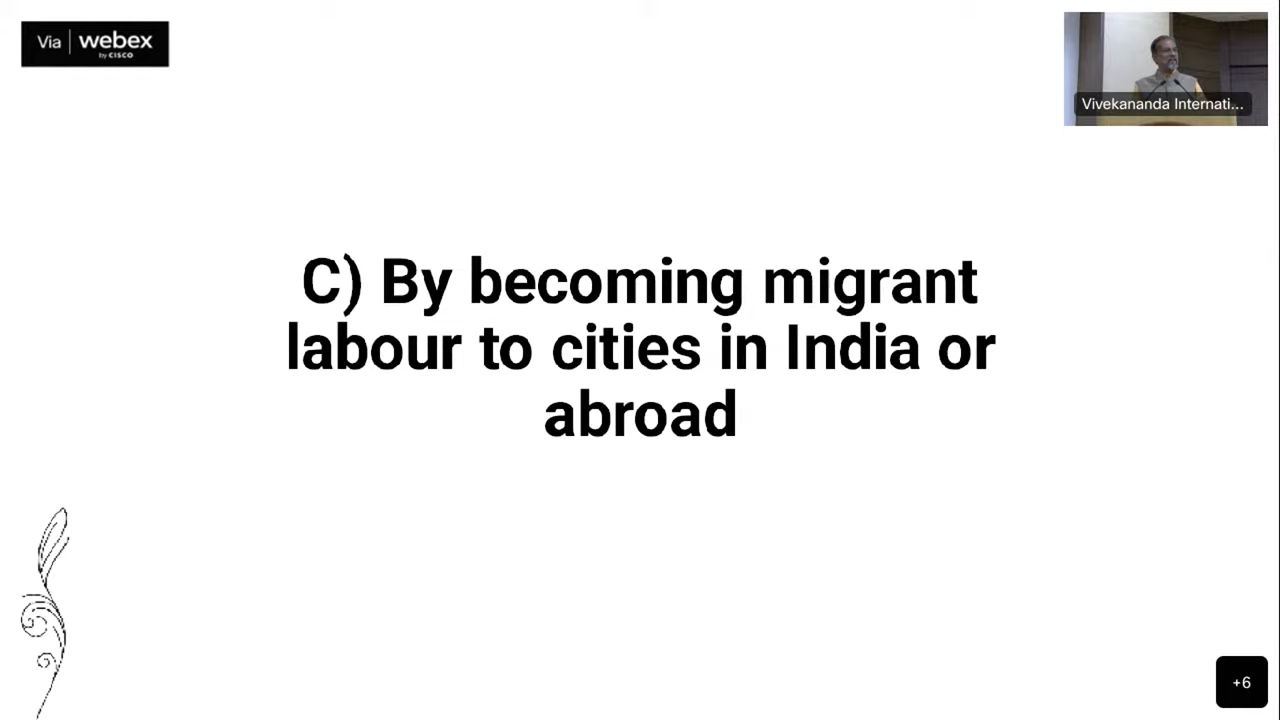 Via webex
by CISCO
Vivekananda Internati...
C) By becoming migrant
labour to cities in India or
abroad
+6